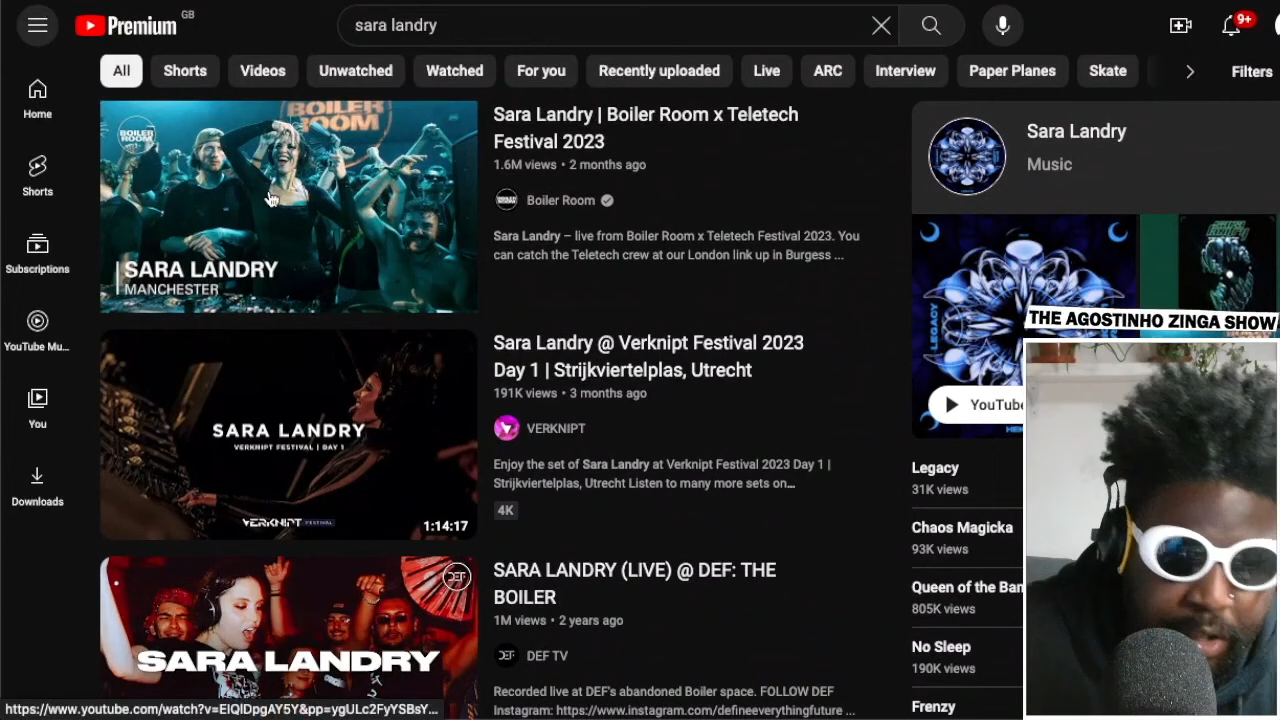 Premium
GB
sara landry
9+
All
Shorts
Videos
Unwatched
Watched
For you
Recently uploaded
Live
ARC
Interview
Paper Planes
Skate
Filters
Home
Shorts
Subscriptions
YouTube Mu...
You
Downloads
BOILER
ROOM
BOILER
ROOM
SARA LANDRY
MANCHESTER
Sara Landry | Boiler Room x Teletech
Festival 2023
1.6M views • 2 months ago
Boiler Room
Sara Landry – live from Boiler Room x Teletech Festival 2023. You
can catch the Teletech crew at our London link up in Burgess ...
SARA LANDRY
VERKNIPT FESTIVAL | DAY 1
VERKNIPT FESTIVAL
1:14:17
Sara Landry @ Verknipt Festival 2023
Day 1 | Strijkviertelplas, Utrecht
191K views • 3 months ago
VERKNIPT
Enjoy the set of Sara Landry at Verknipt Festival 2023 Day 1 |
Strijkviertelplas, Utrecht Listen to many more sets on...
4K
DEF
SARA LANDRY
SARA LANDRY (LIVE) @ DEF: THE
BOILER
1M views • 2 years ago
DEF TV
Recorded live at DEF's abandoned Boiler space. FOLLOW DEF
Instagram: https://www.instagram.com/defineeverythingfuture ...
Sara Landry
Music
LEGACY
YouTube
THE AGOSTINHO ZINGA SHOW
Legacy
31K views
Chaos Magicka
93K views
Queen of the Ban
805K views
No Sleep
190K views
Frenzy
https://www.youtube.com/watch?v=EIQlDpgAY5Y&pp=ygULc2FyYSBsY...